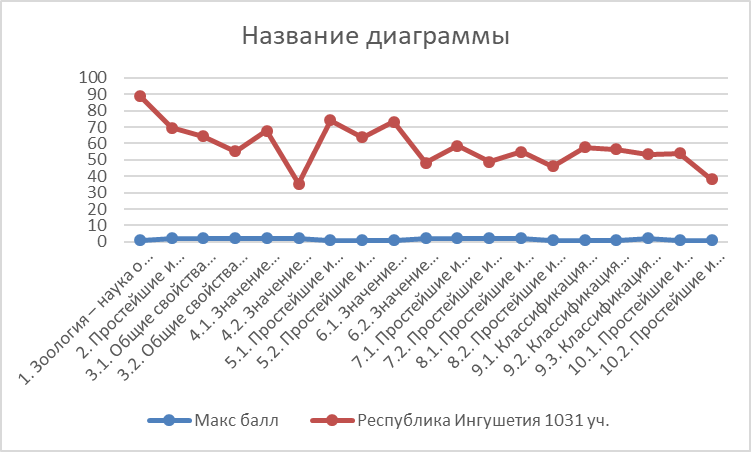 Название диаграммы
100
90
80
70
60
50
40
30
20
10
0
1. Зоология – наука о…
2. Простейшие и…
3.1. Общие свойства…
3.2. Общие свойства…
4.1. Значение…
4.2. Значение…
5.1. Простейшие и…
5.2. Простейшие и…
6.1. Значение…
6.2. Значение…
7.1. Простейшие и…
7.2. Простейшие и…
8.1. Простейшие и…
8.2. Простейшие и…
9.1. Классификация…
9.2. Классификация…
9.3. Классификация…
10.1. Простейшие и…
10.2. Простейшие и…
Макс балл
Республика Ингушетия 1031 уч.